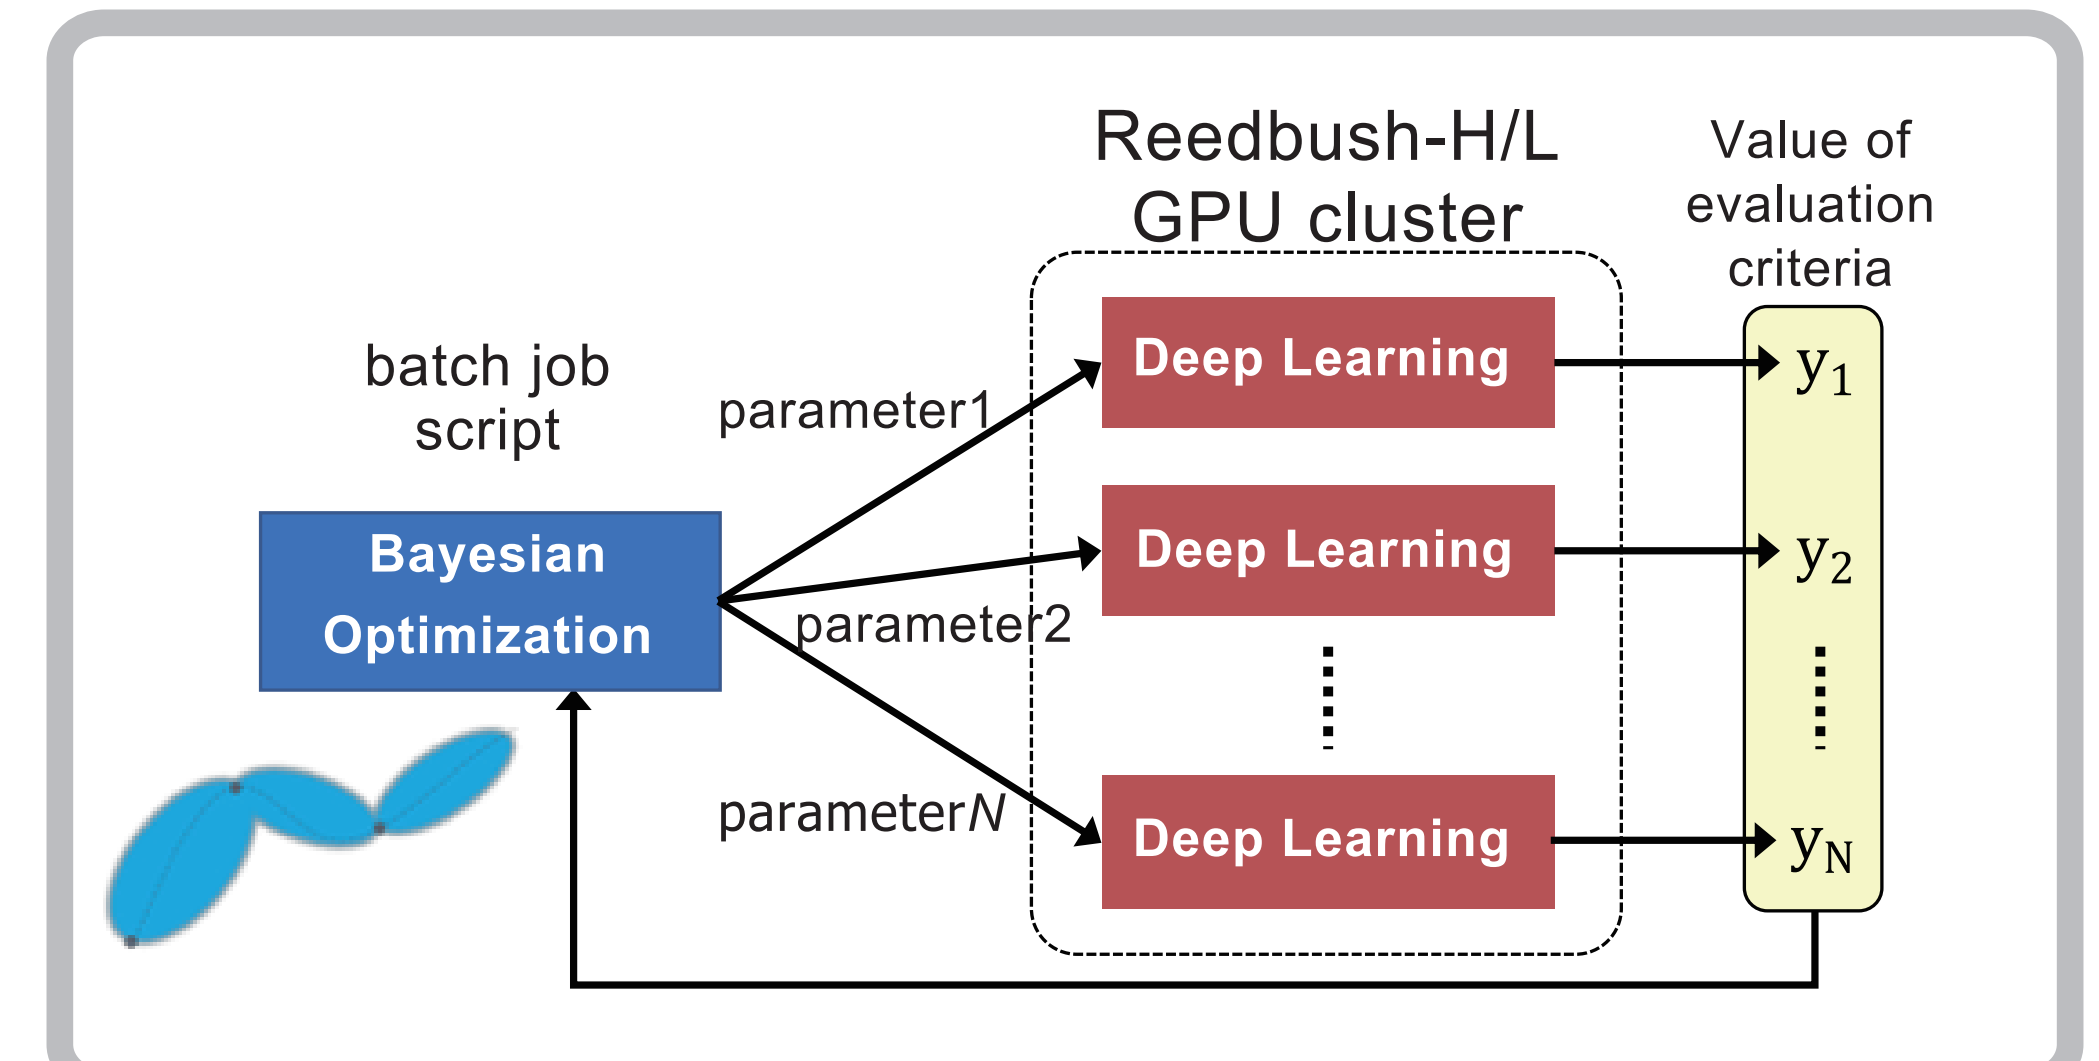 Reedbush-H/L
GPU cluster
Value of
evaluation
criteria
batch job
script
Bayesian
Optimization
parameter1
parameter2
parameterN
Deep Learning
Deep Learning
Deep Learning
y₁
y₂
y_N